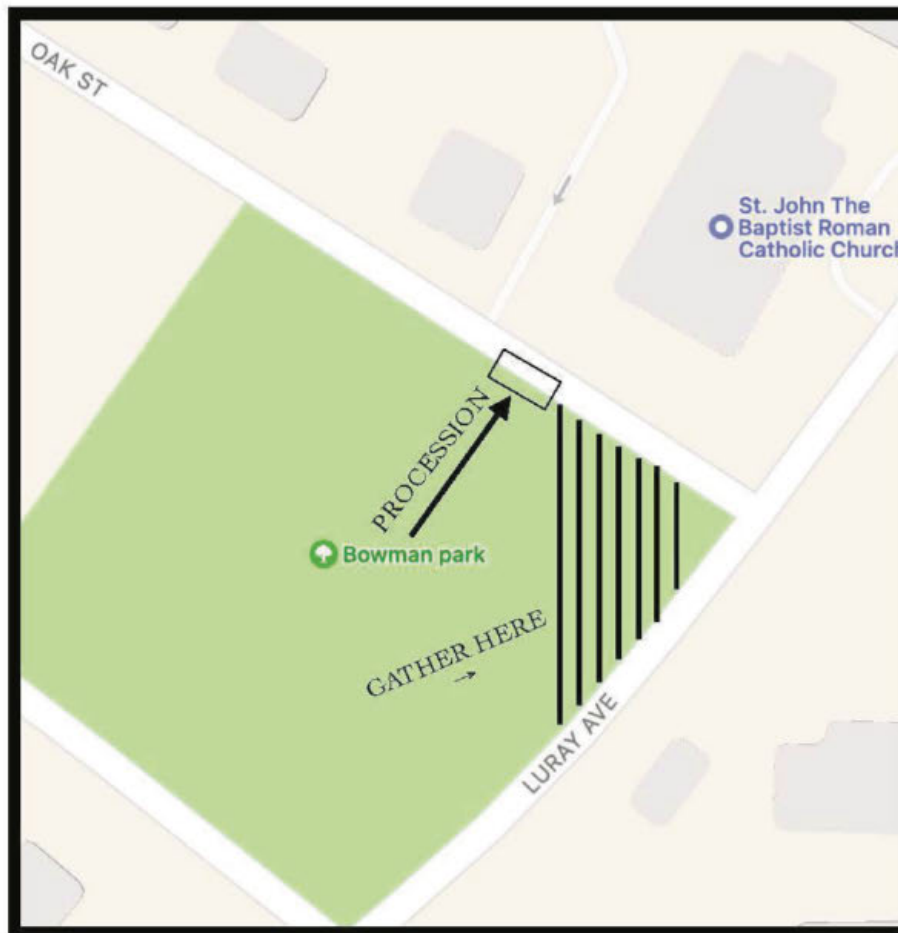 OAK ST
St. John The
Baptist Roman
Catholic Church
PROCESSION
Bowman park
GATHER HERE
→
LURAY AVE